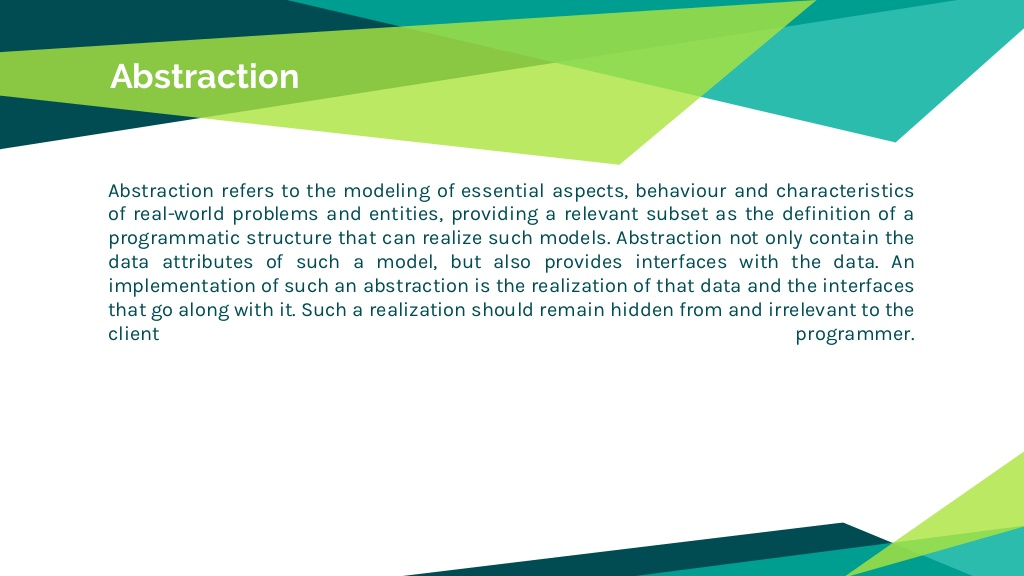 Abstraction
Abstraction refers to the modeling of essential aspects, behaviour and characteristics
of real-world problems and entities, providing a relevant subset as the definition of a
programmatic structure that can realize such models. Abstraction not only contain the
data attributes of such a model, but also provides interfaces with the data. An
implementation of such an abstraction is the realization of that data and the interfaces
that go along with it. Such a realization should remain hidden from and irrelevant to the
client programmer.